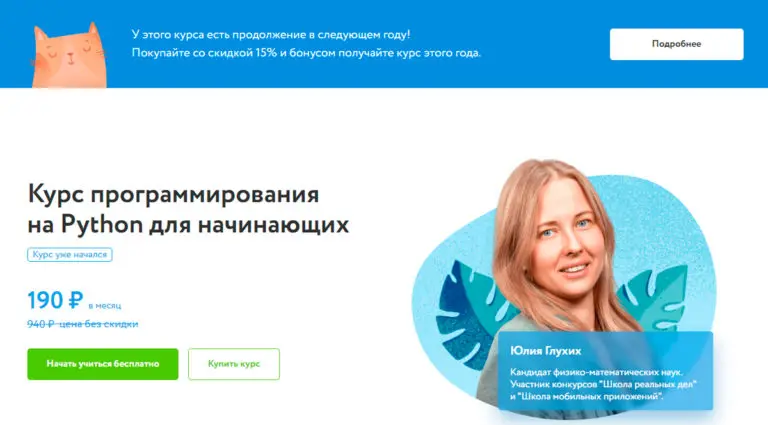 У этого курса есть продолжение в следующем году!
Покупайте со скидкой 15% и бонусом получайте курс этого года.
Подробнее
Курс программирования
на Python для начинающих
Курс уже начался
190 ₽ в месяц
940 ₽ цена без скидки
Начать учиться бесплатно
Купить курс
Юлия Глухих
Кандидат физико-математических наук.
Участник конкурсов "Школа реальных дел"
и "Школа мобильных приложений".